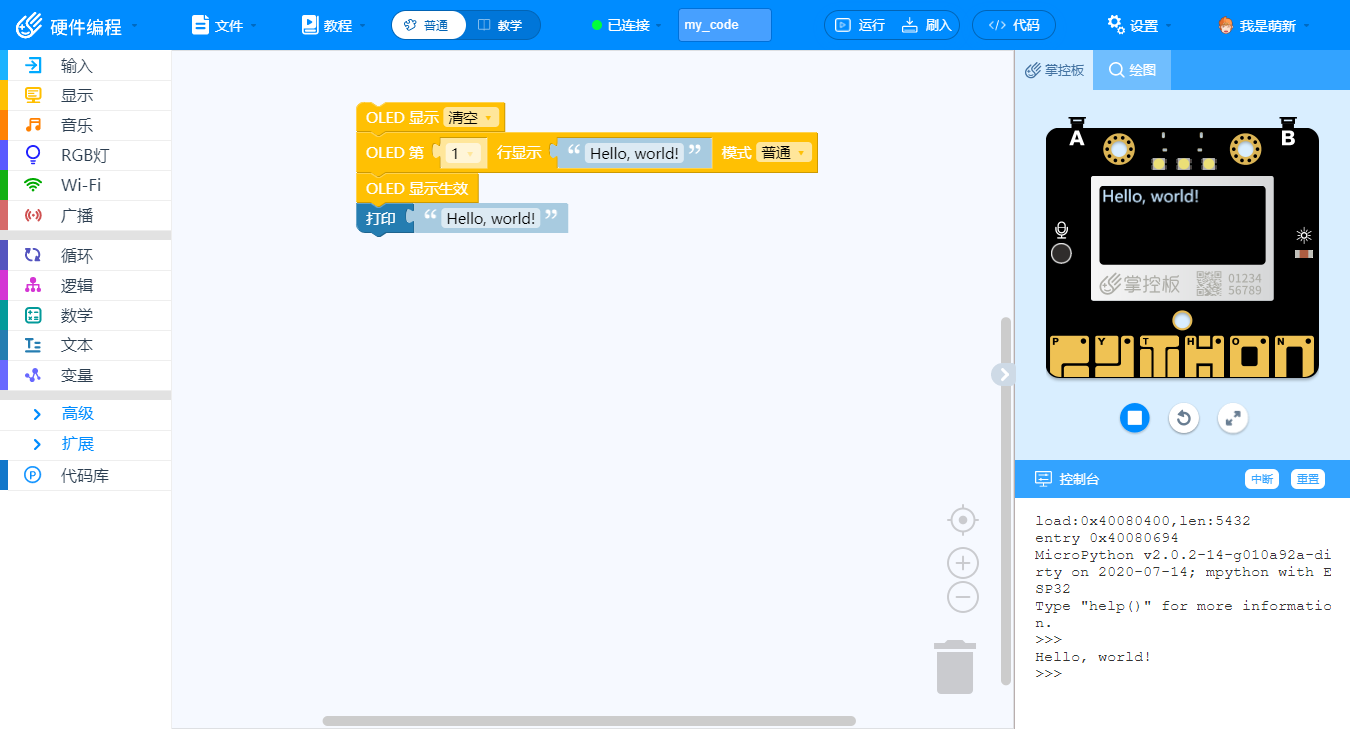 硬件编程 文件 教程 普通 教学 已连接 my_code 运行 刷入 </> 代码 设置 我是萌新
输入
显示
音乐
RGB灯
Wi-Fi
广播
循环
逻辑
数学
文本
变量
高级
扩展
代码库
OLED 显示 清空
OLED 第 1 行显示 “ Hello, world! ” 模式 普通
OLED 显示生效
打印 “ Hello, world! ”
掌控板 绘图
A B
Hello, world!
掌控板 01234
56789
P Y T H O N
PYTHON
控制台 中断 重置
load:0x40080400,len:5432
entry 0x40080694
MicroPython v2.0.2-14-g010a92a-di
rty on 2020-07-14; mpython with E
SP32
Type "help()" for more informatio
n.
>>>
Hello, world!
>>>